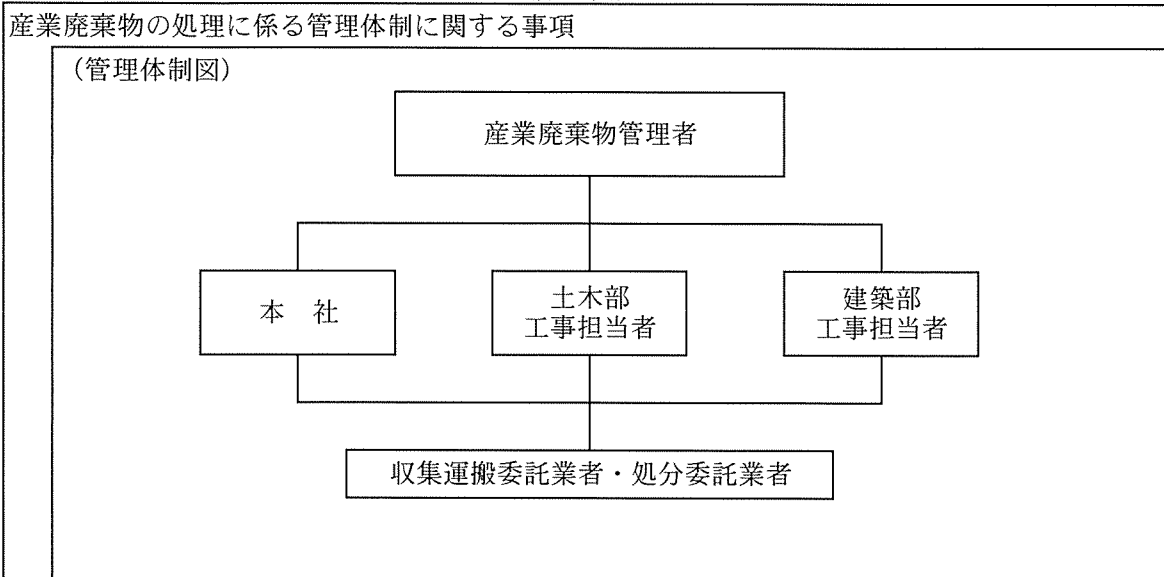 産業廃棄物の処理に係る管理体制に関する事項
（管理体制図）
産業廃棄物管理者
本　社
土木部
工事担当者
建築部
工事担当者
収集運搬委託業者・処分委託業者